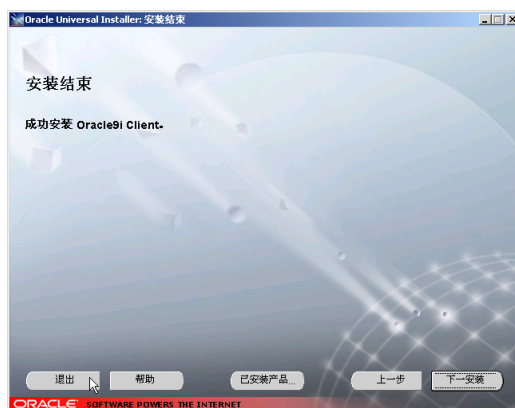 Oracle Universal Installer: 安装结束
安装结束
成功安装 Oracle9i Client.
退出 帮助 已安装产品... 上一步 下一安装
ORACLE SOFTWARE POWERS THE INTERNET